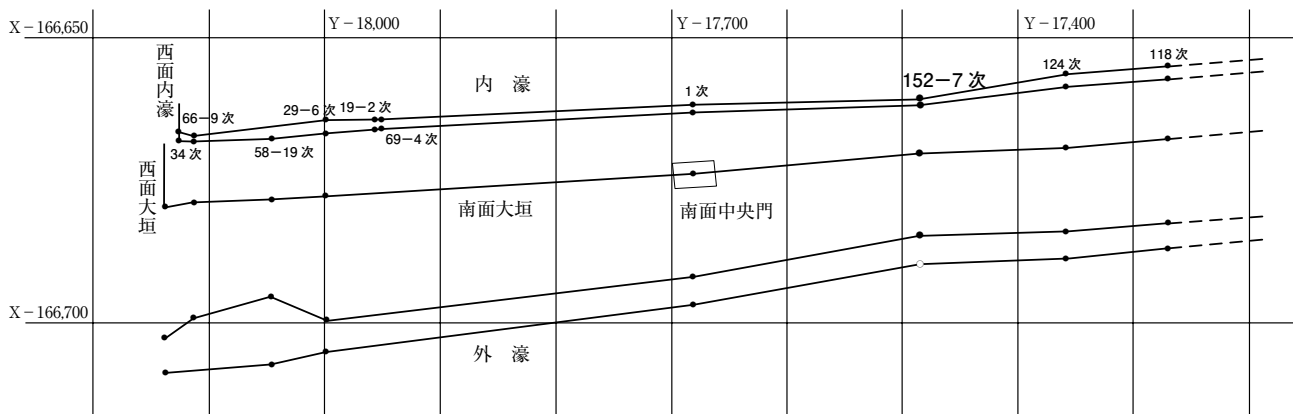 Y－18,000
Y－17,700
Y－17,400
X－166,650
西面内濠
66－9 次
29－6 次
19－2 次
内　濠
1 次
152－7 次
124 次
118 次
34 次
58－19 次
69－4 次
西面大垣
南面大垣
南面中央門
X－166,700
外　濠